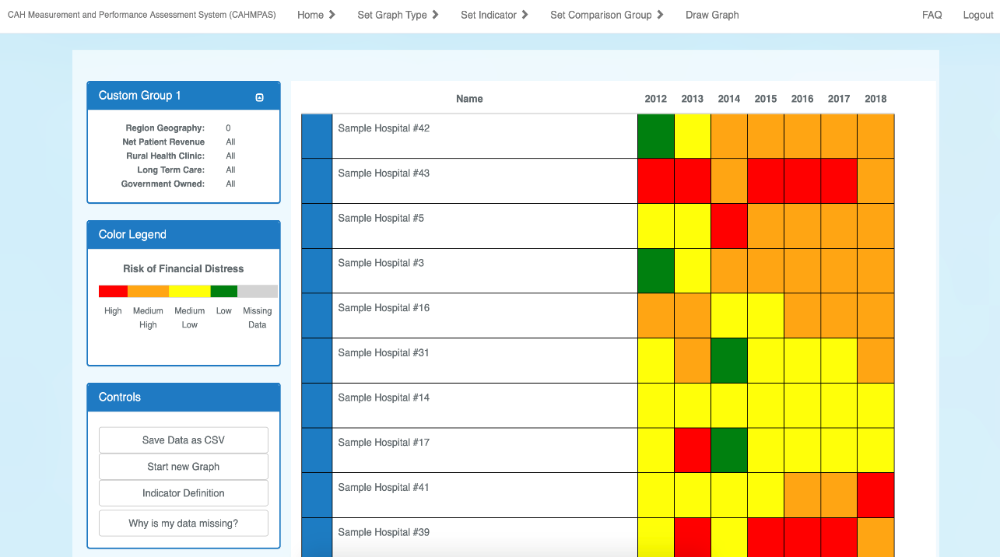 CAH Measurement and Performance Assessment System (CAHMPAS) Home Set Graph Type Set Indicator Set Comparison Group Draw Graph FAQ Logout
Custom Group 1
Region Geography: 0
Net Patient Revenue All
Rural Health Clinic: All
Long Term Care: All
Government Owned: All
Color Legend
Risk of Financial Distress
High Medium High Medium Low Low Missing Data
Controls
Save Data as CSV
Start new Graph
Indicator Definition
Why is my data missing?
Name 2012 2013 2014 2015 2016 2017 2018
Sample Hospital #42
Sample Hospital #43
Sample Hospital #5
Sample Hospital #3
Sample Hospital #16
Sample Hospital #31
Sample Hospital #14
Sample Hospital #17
Sample Hospital #41
Sample Hospital #39